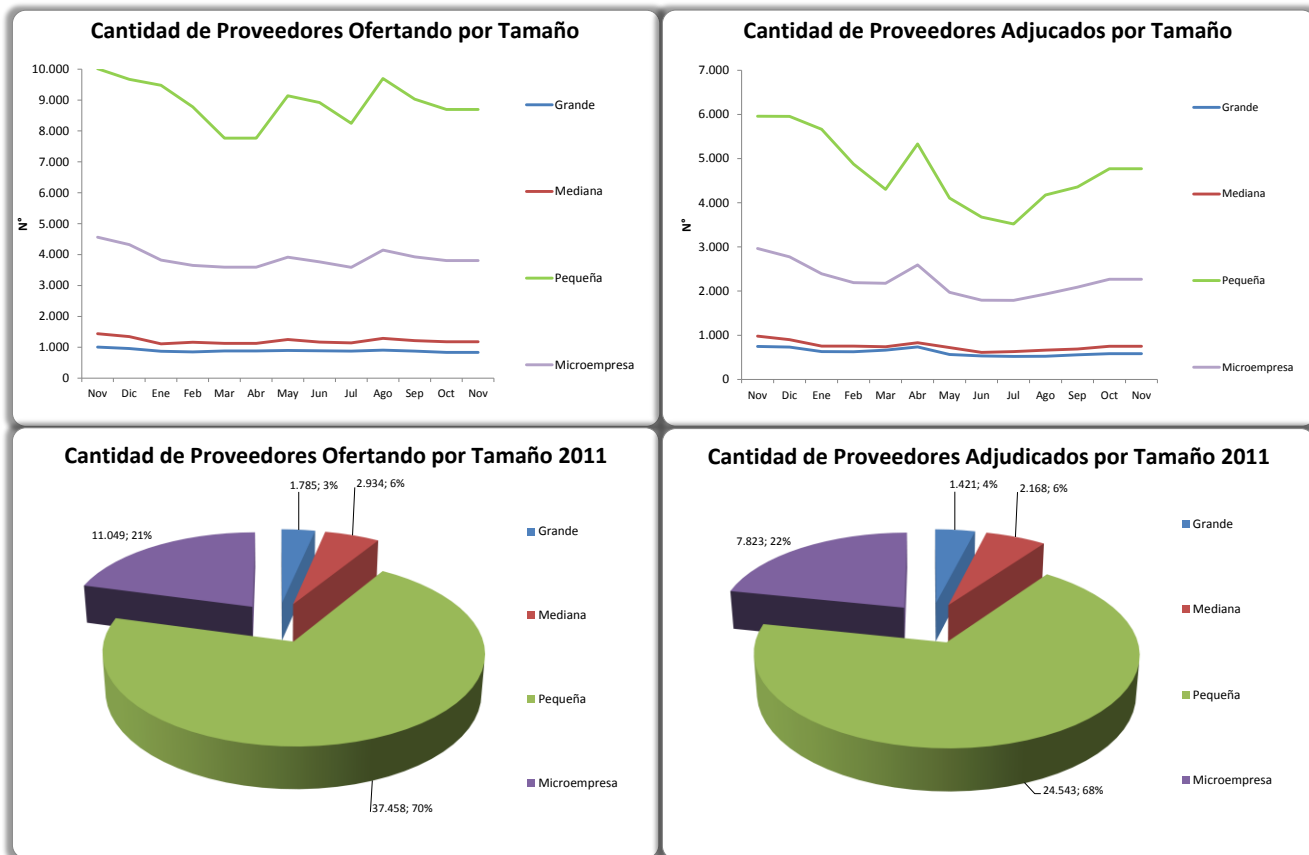 Cantidad de Proveedores Ofertando por Tamaño
10.000
9.000
8.000
7.000
6.000
5.000
4.000
3.000
2.000
1.000
0
N°
Nov Dic Ene Feb Mar Abr May Jun Jul Ago Sep Oct Nov
Grande
Mediana
Pequeña
Microempresa
Cantidad de Proveedores Adjucados por Tamaño
7.000
6.000
5.000
4.000
3.000
2.000
1.000
0
N°
Nov Dic Ene Feb Mar Abr May Jun Jul Ago Sep Oct Nov
Grande
Mediana
Pequeña
Microempresa
Cantidad de Proveedores Ofertando por Tamaño 2011
1.785; 3%
2.934; 6%
11.049; 21%
37.458; 70%
Grande
Mediana
Pequeña
Microempresa
Cantidad de Proveedores Adjudicados por Tamaño 2011
1.421; 4%
2.168; 6%
7.823; 22%
24.543; 68%
Grande
Mediana
Pequeña
Microempresa